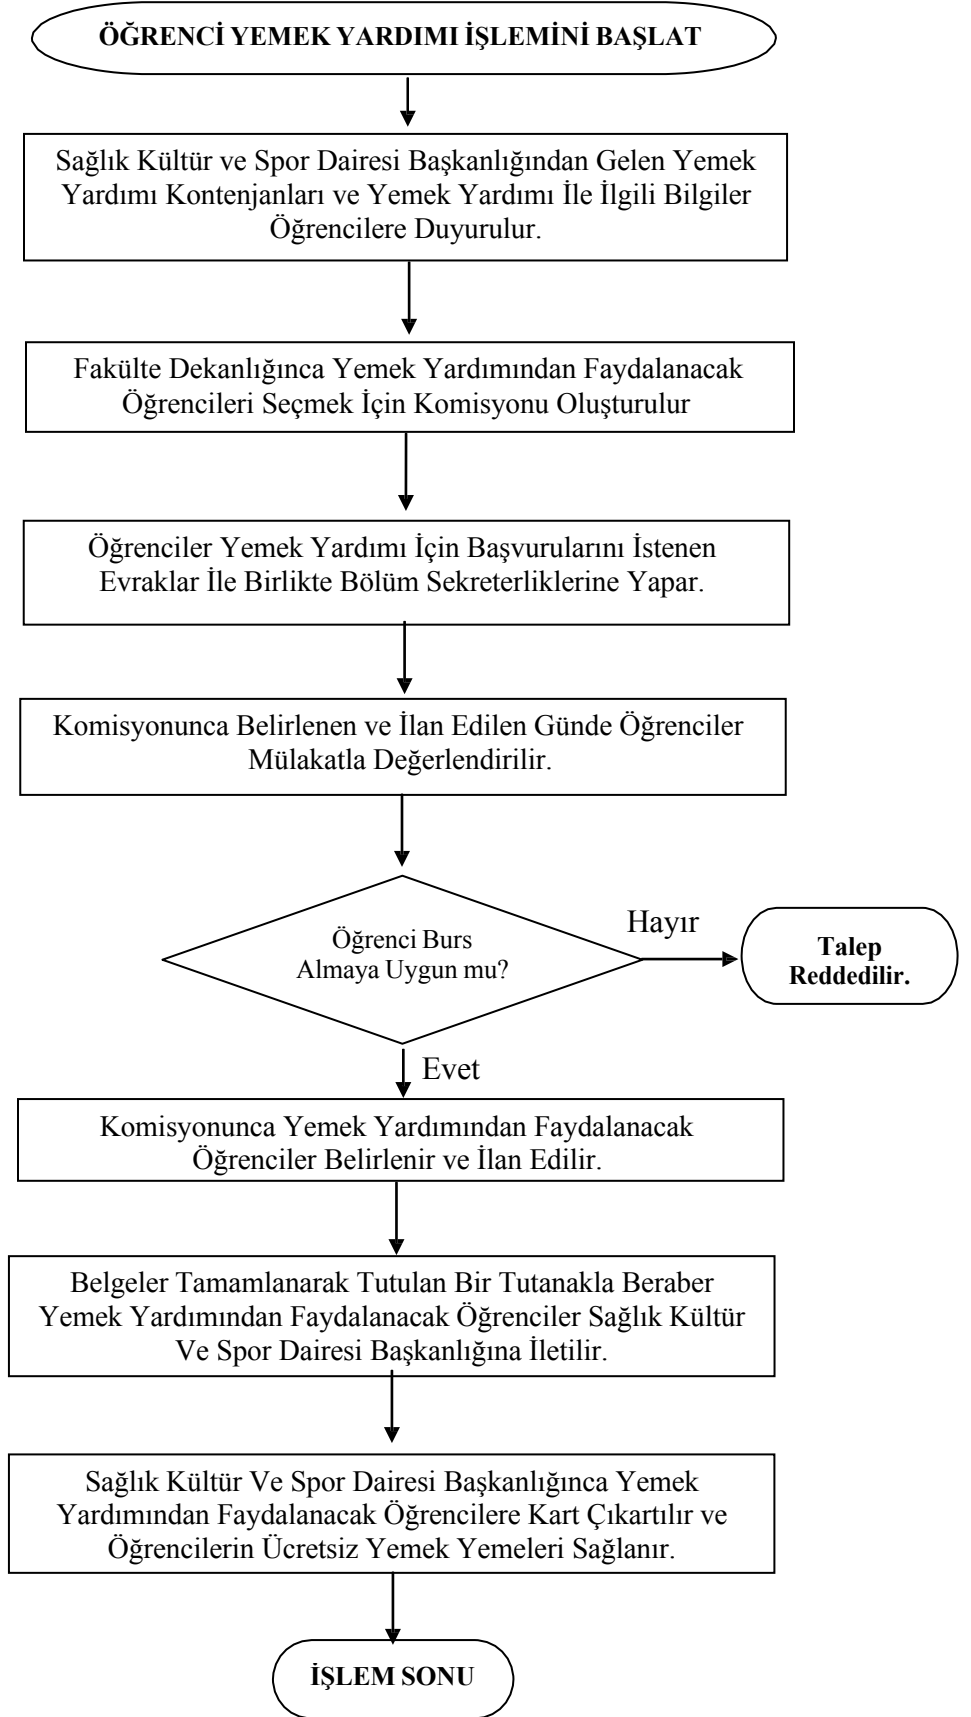 ÖĞRENCİ YEMEK YARDIMI İŞLEMİNİ BAŞLAT
Sağlık Kültür ve Spor Dairesi Başkanlığından Gelen Yemek
Yardımı Kontenjanları ve Yemek Yardımı İle İlgili Bilgiler
Öğrencilere Duyurulur.
Fakülte Dekanlığınca Yemek Yardımından Faydalanacak
Öğrencileri Seçmek İçin Komisyonu Oluşturulur
Öğrenciler Yemek Yardımı İçin Başvurularını İstenen
Evraklar İle Birlikte Bölüm Sekreterliklerine Yapar.
Komisyonunca Belirlenen ve İlan Edilen Günde Öğrenciler
Mülakatla Değerlendirilir.
Öğrenci Burs
Almaya Uygun mu?
Hayır
Talep
Reddedilir.
Evet
Komisyonunca Yemek Yardımından Faydalanacak
Öğrenciler Belirlenir ve İlan Edilir.
Belgeler Tamamlanarak Tutulan Bir Tutanakla Beraber
Yemek Yardımından Faydalanacak Öğrenciler Sağlık Kültür
Ve Spor Dairesi Başkanlığına İletilir.
Sağlık Kültür Ve Spor Dairesi Başkanlığınca Yemek
Yardımından Faydalanacak Öğrencilere Kart Çıkartılır ve
Öğrencilerin Ücretsiz Yemek Yemeleri Sağlanır.
İŞLEM SONU